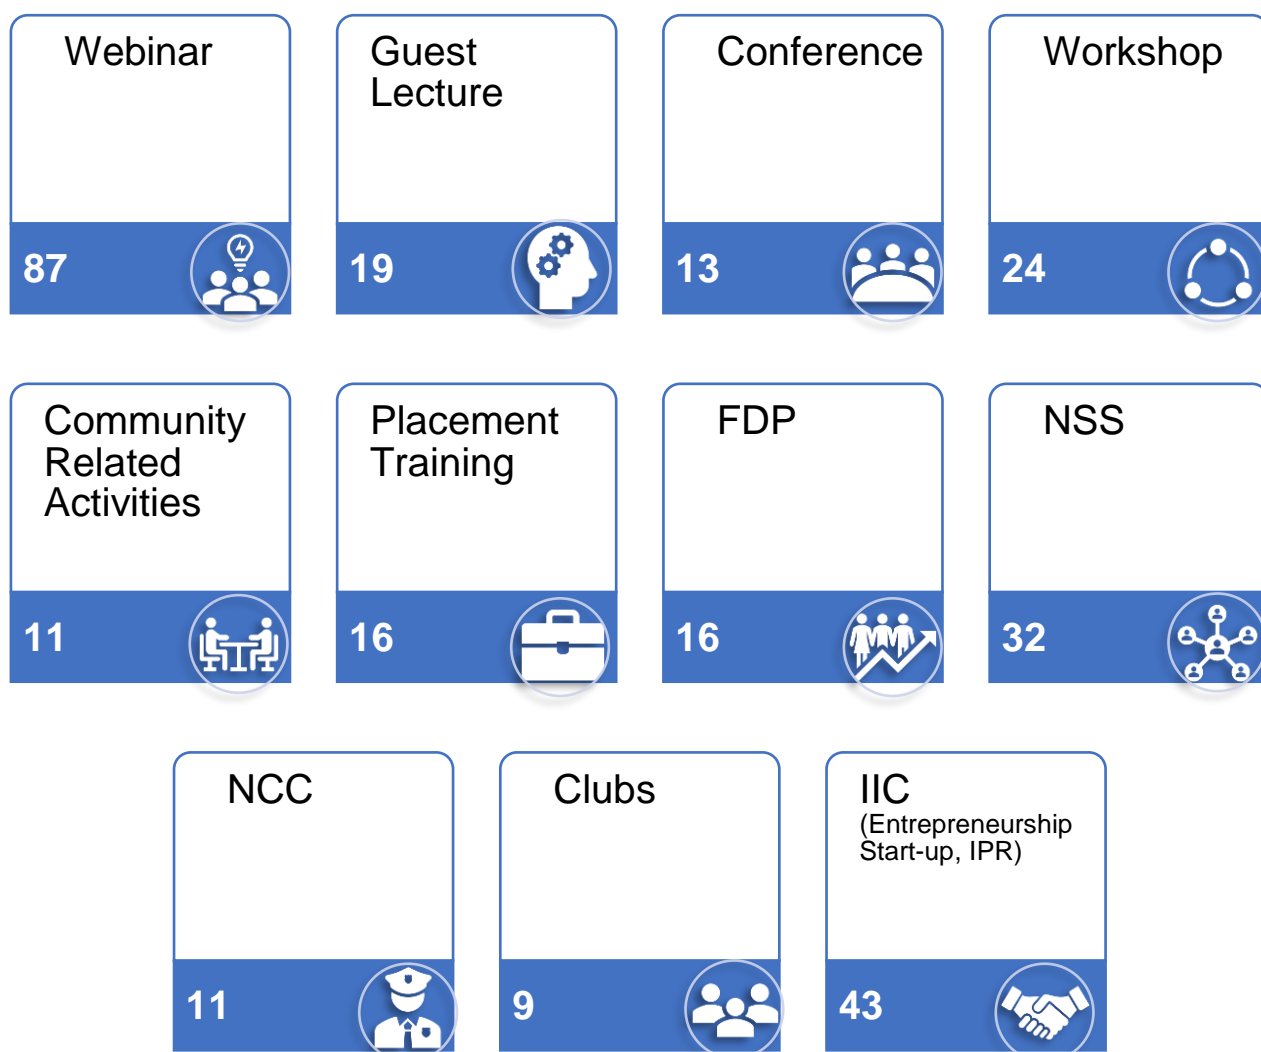 Webinar
87
Guest
Lecture
19
Conference
13
Workshop
24
Community
Related
Activities
11
Placement
Training
16
FDP
16
NSS
32
NCC
11
Clubs
9
IIC
(Entrepreneurship
Start-up, IPR)
43